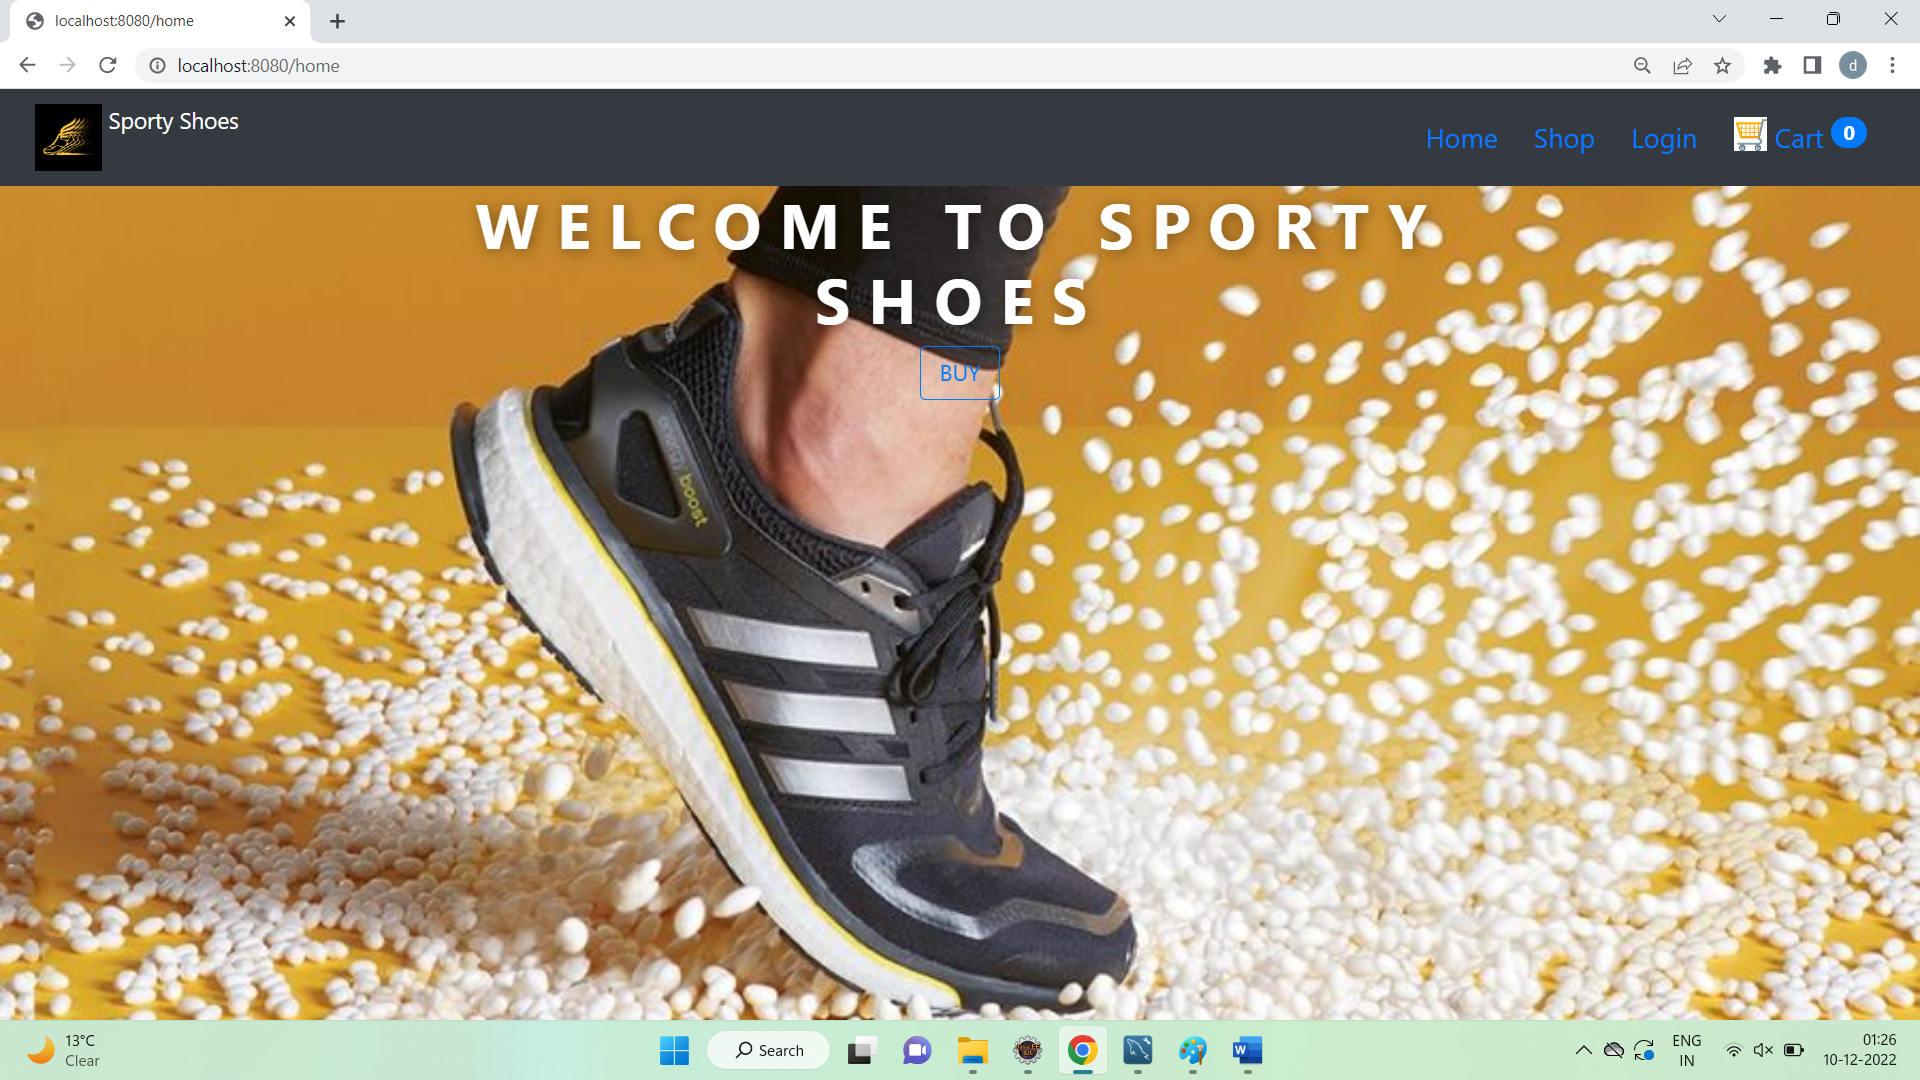 localhost:8080/home
localhost:8080/home
d
Sporty Shoes
Home
Shop
Login
Cart 0
WELCOME TO SPORTY
SHOES
BUY
energy boost
13°C
Clear
Search
W
ENG
IN
01:26
10-12-2022